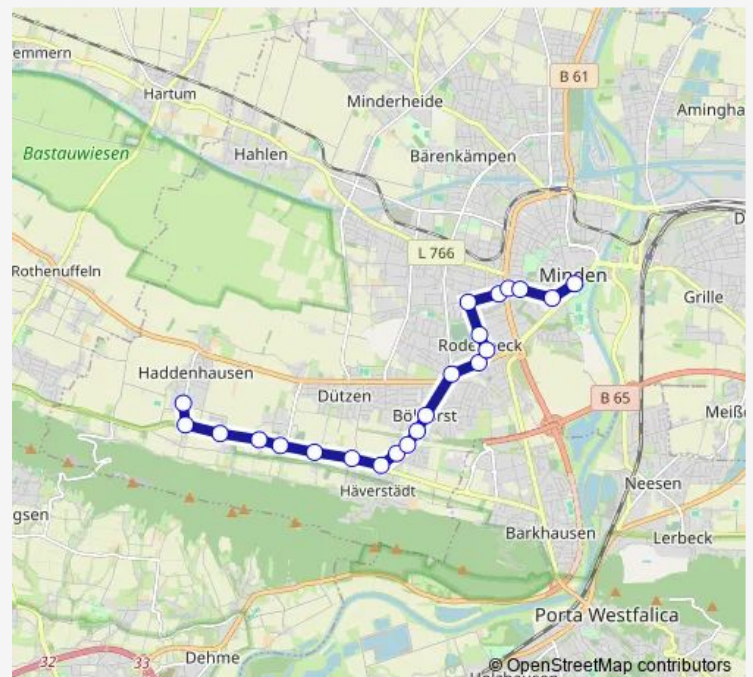 emmern
Hartum
B 61
Minderheide
Amingha
Bastauwiesen
Hahlen
Bärenkämpen
L 766
D
Rothenuffeln
Minden
Grille
Haddenhausen
Dützen
B 65
Meiß
Häverstädt
Neesen
gsen
Barkhausen
Lerbeck
Porta Westfalica
32
33
Dehme
© OpenStreetMap contributors